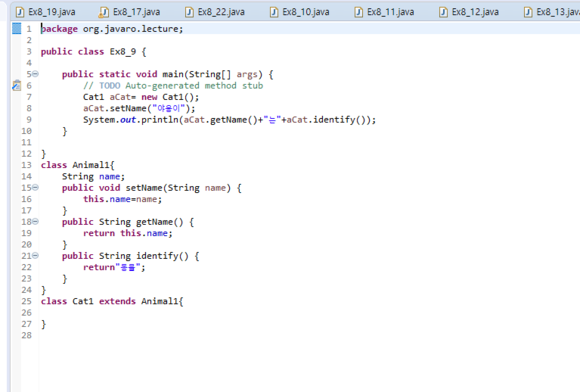 Ex8_19.java Ex8_17.java Ex8_22.java Ex8_10.java Ex8_11.java Ex8_12.java Ex8_13.java
1 package org.javaro.lecture;
2
3 public class Ex8_9 {
4
5 public static void main(String[] args) {
6 // TODO Auto-generated method stub
7 Cat1 aCat= new Cat1();
8 aCat.setName("야옹이");
9 System.out.println(aCat.getName()+"는"+aCat.identify());
10 }
11
12 }
13 class Animal1{
14 String name;
15 public void setName(String name) {
16 this.name=name;
17 }
18 public String getName() {
19 return this.name;
20 }
21 public String identify() {
22 return"동물";
23 }
24 }
25 class Cat1 extends Animal1{
26
27 }
28